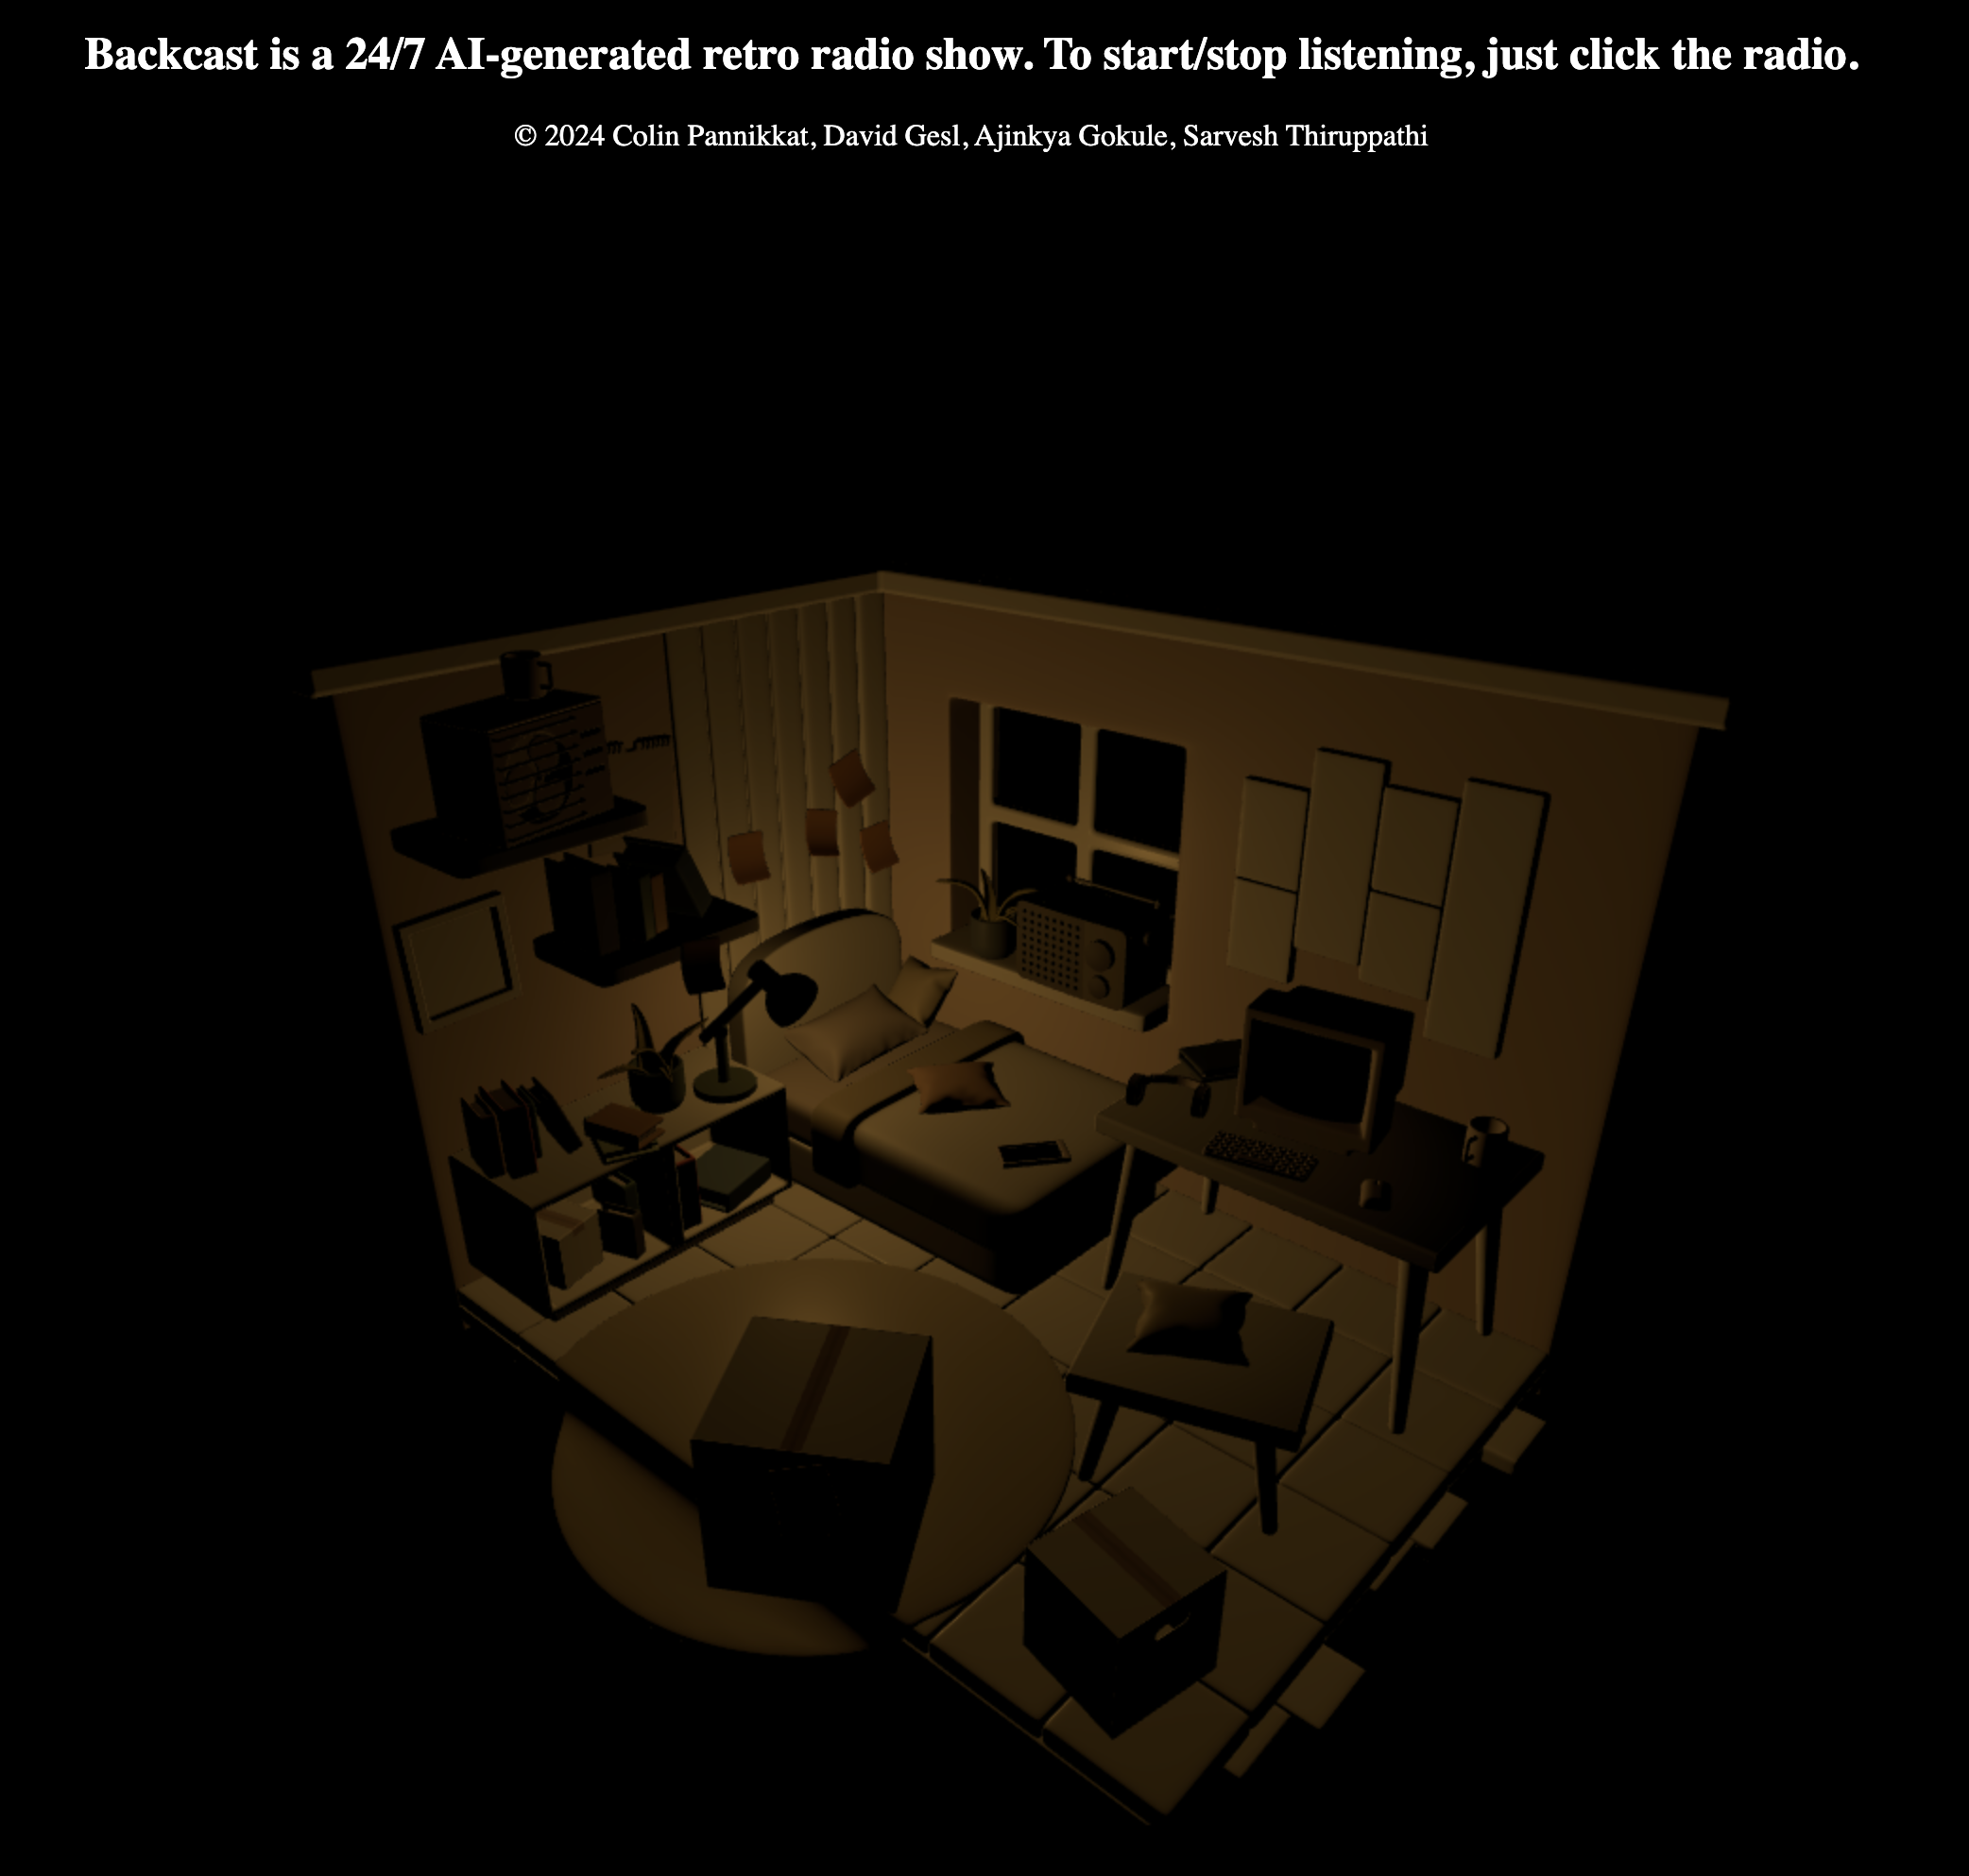 Backcast is a 24/7 AI-generated retro radio show. To start/stop listening, just click the radio.
© 2024 Colin Pannikkat, David Gesl, Ajinkya Gokule, Sarvesh Thiruppathi